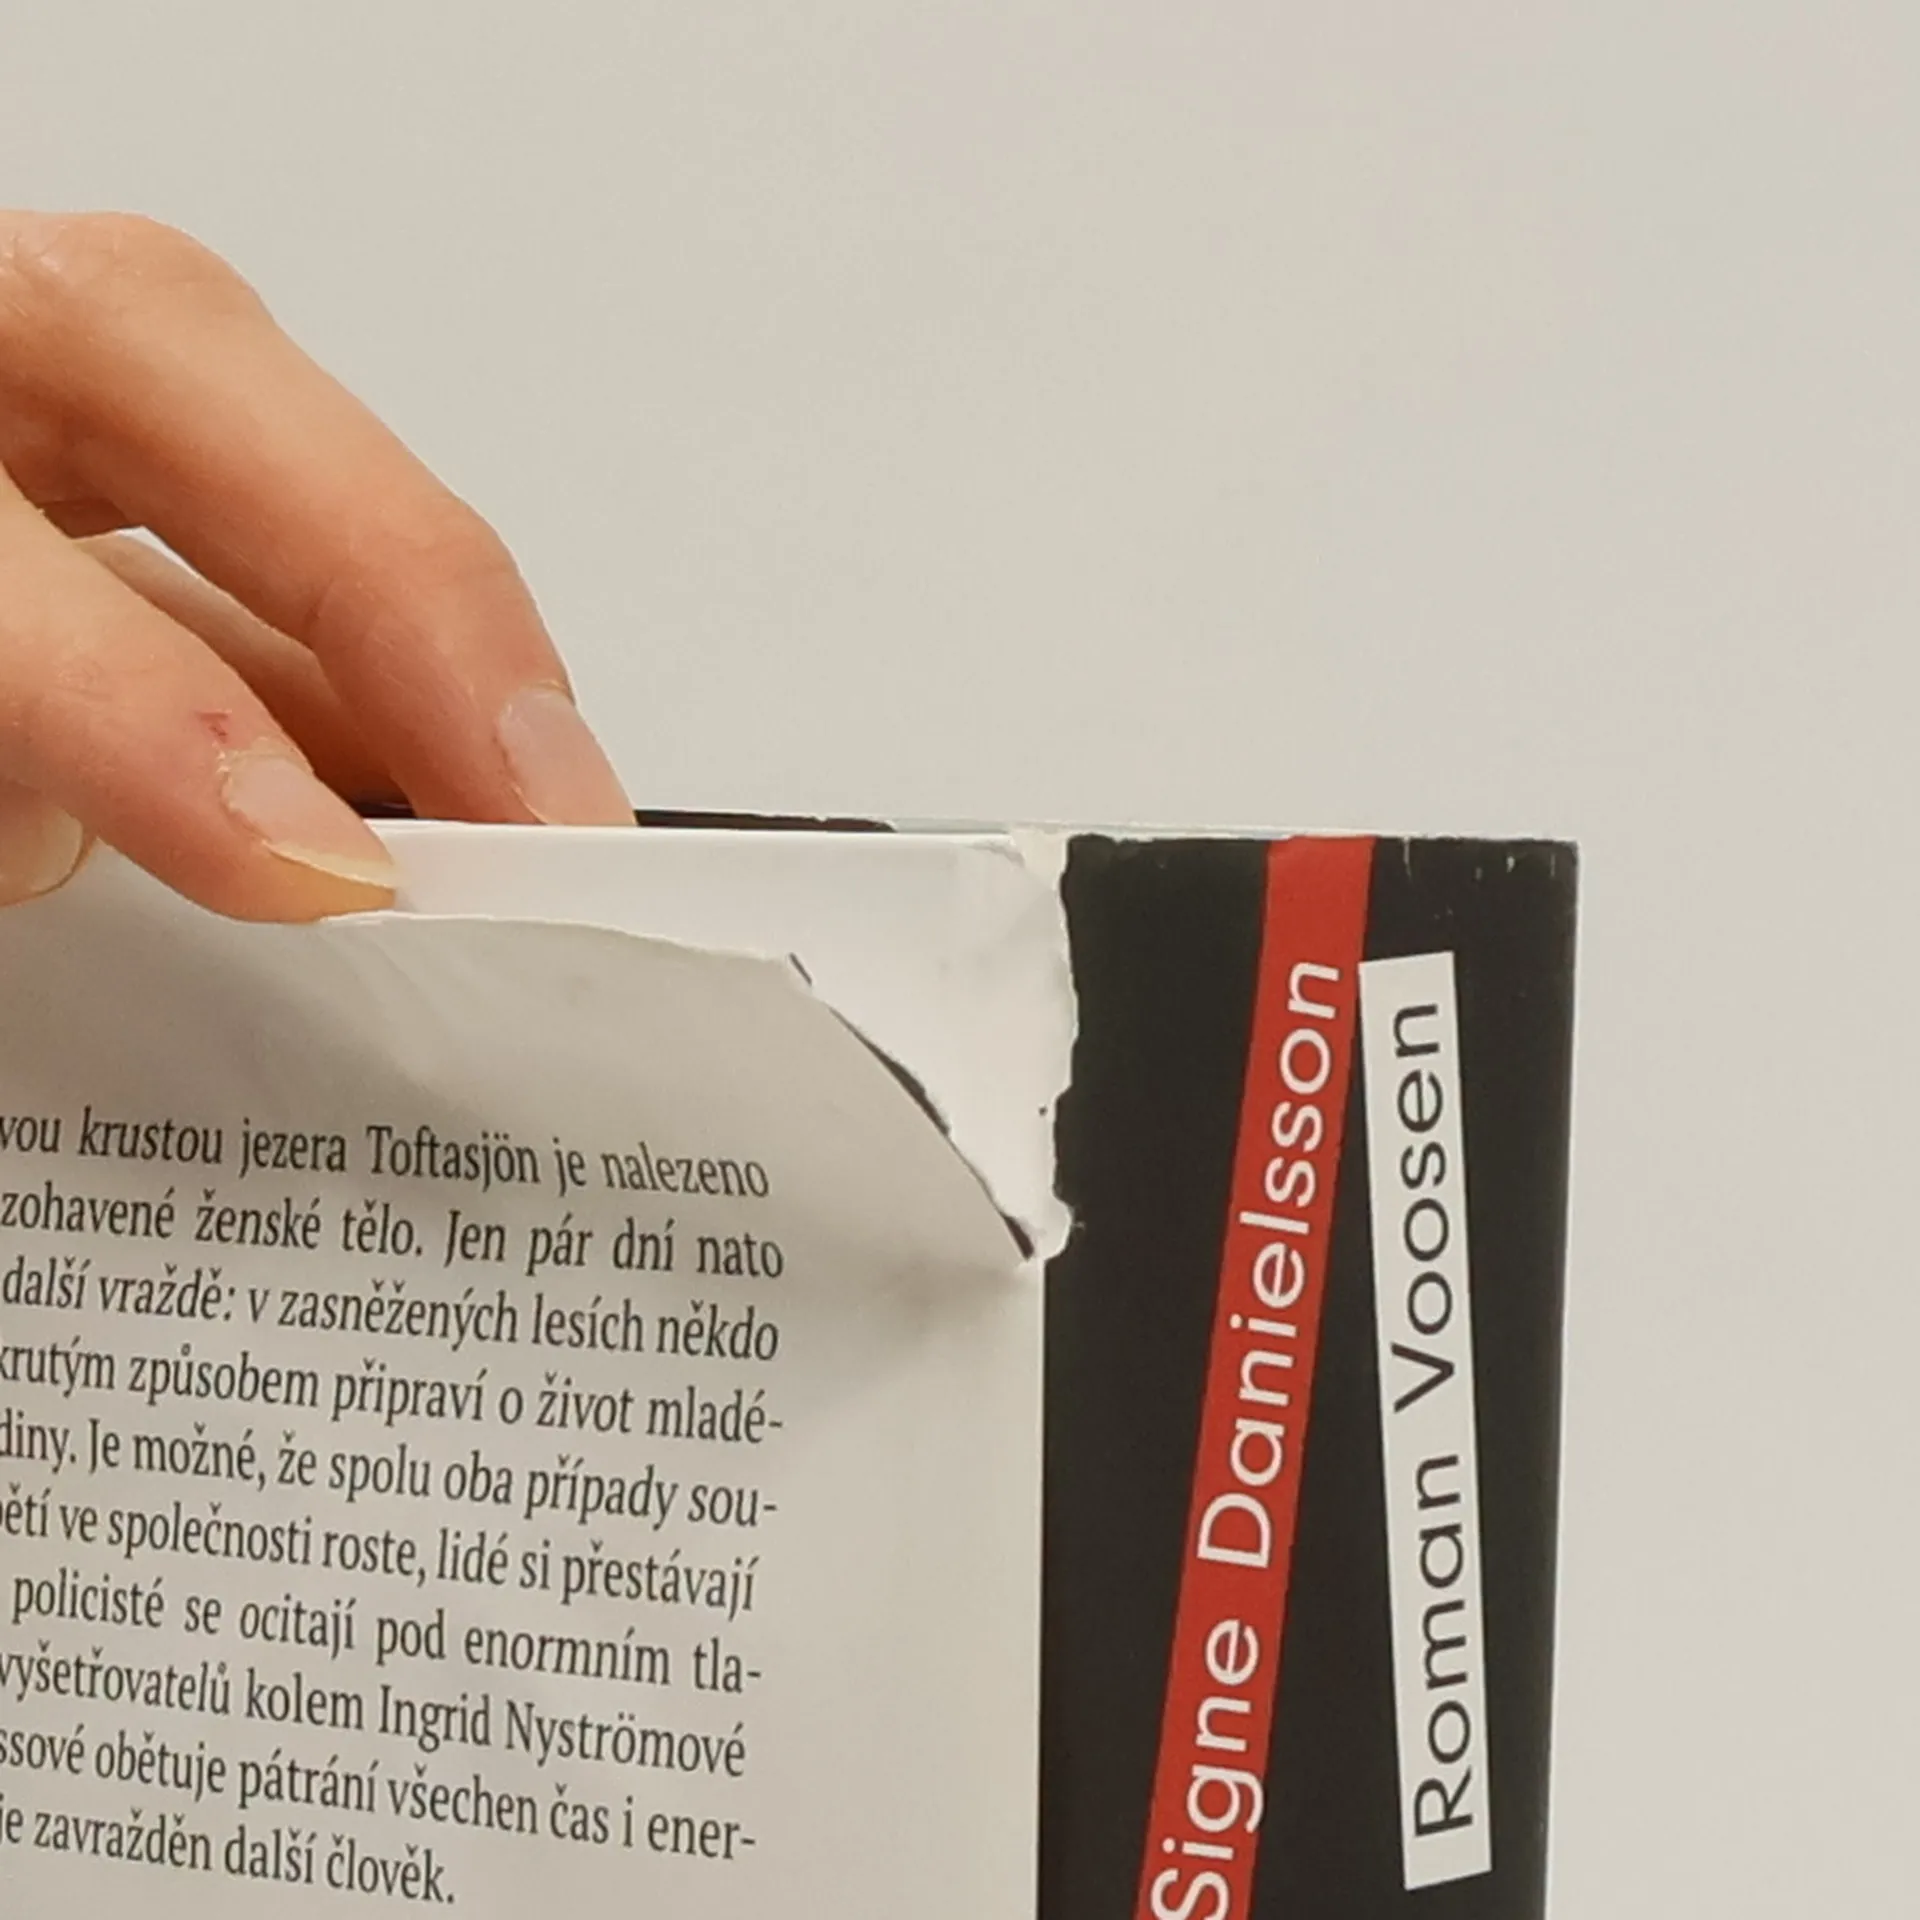 krustou jezera Toftasjön je nalezeno
zohavené ženské tělo. Jen pár dní nato
další vraždě: v zasněžených lesích někdo
krutým způsobem připraví o život mladé-
diny. Je možné, že spolu oba případy sou-
pětí ve společnosti roste, lidé si přestávají
policisté se ocitají pod enormním tla-
vyšetřovatelů kolem Ingrid Nyströmové
ssové obětuje pátrání všechen čas i ener-
je zavražděn další člověk.
Signe Danielsson
Roman Voosen